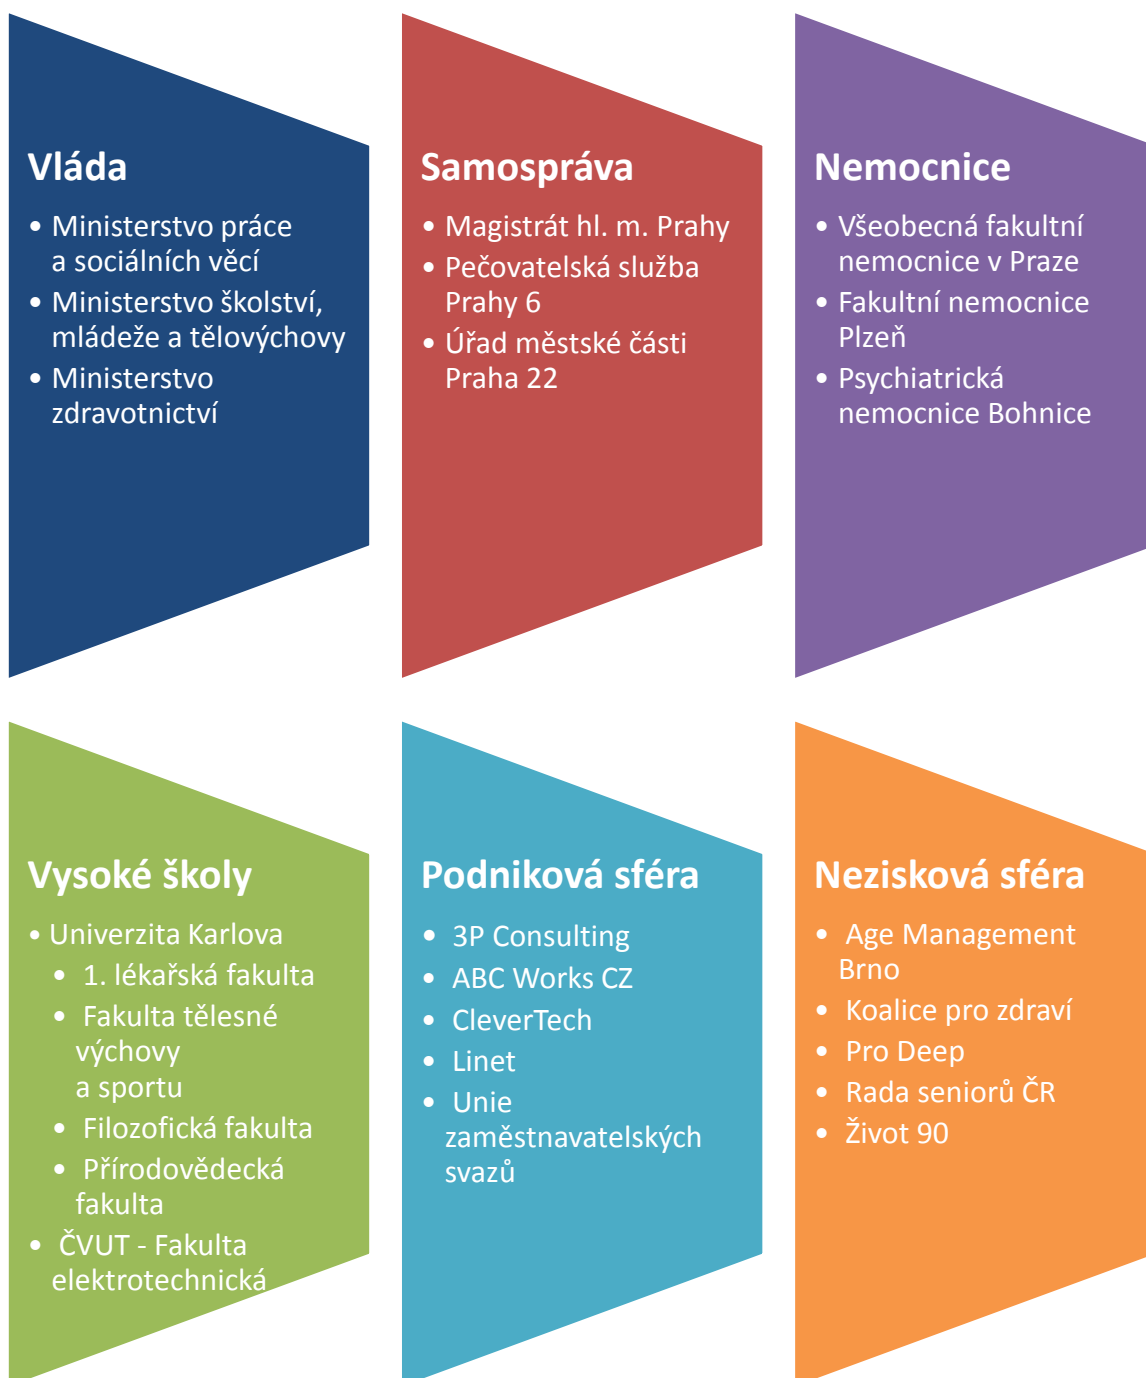 Vláda
• Ministerstvo práce
a sociálních věcí
• Ministerstvo školství,
mládeže a tělovýchovy
• Ministerstvo
zdravotnictví
Samospráva
• Magistrát hl. m. Prahy
• Pečovatelská služba
Prahy 6
• Úřad městské části
Praha 22
Nemocnice
• Všeobecná fakultní
nemocnice v Praze
• Fakultní nemocnice
Plzeň
• Psychiatrická
nemocnice Bohnice
Vysoké školy
• Univerzita Karlova
• 1. lékařská fakulta
• Fakulta tělesné
výchovy
a sportu
• Filozofická fakulta
• Přírodovědecká
fakulta
• ČVUT - Fakulta
elektrotechnická
Podniková sféra
• 3P Consulting
• ABC Works CZ
• CleverTech
• Linet
• Unie
zaměstnavatelských
svazů
Nezisková sféra
• Age Management
Brno
• Koalice pro zdraví
• Pro Deep
• Rada seniorů ČR
• Život 90